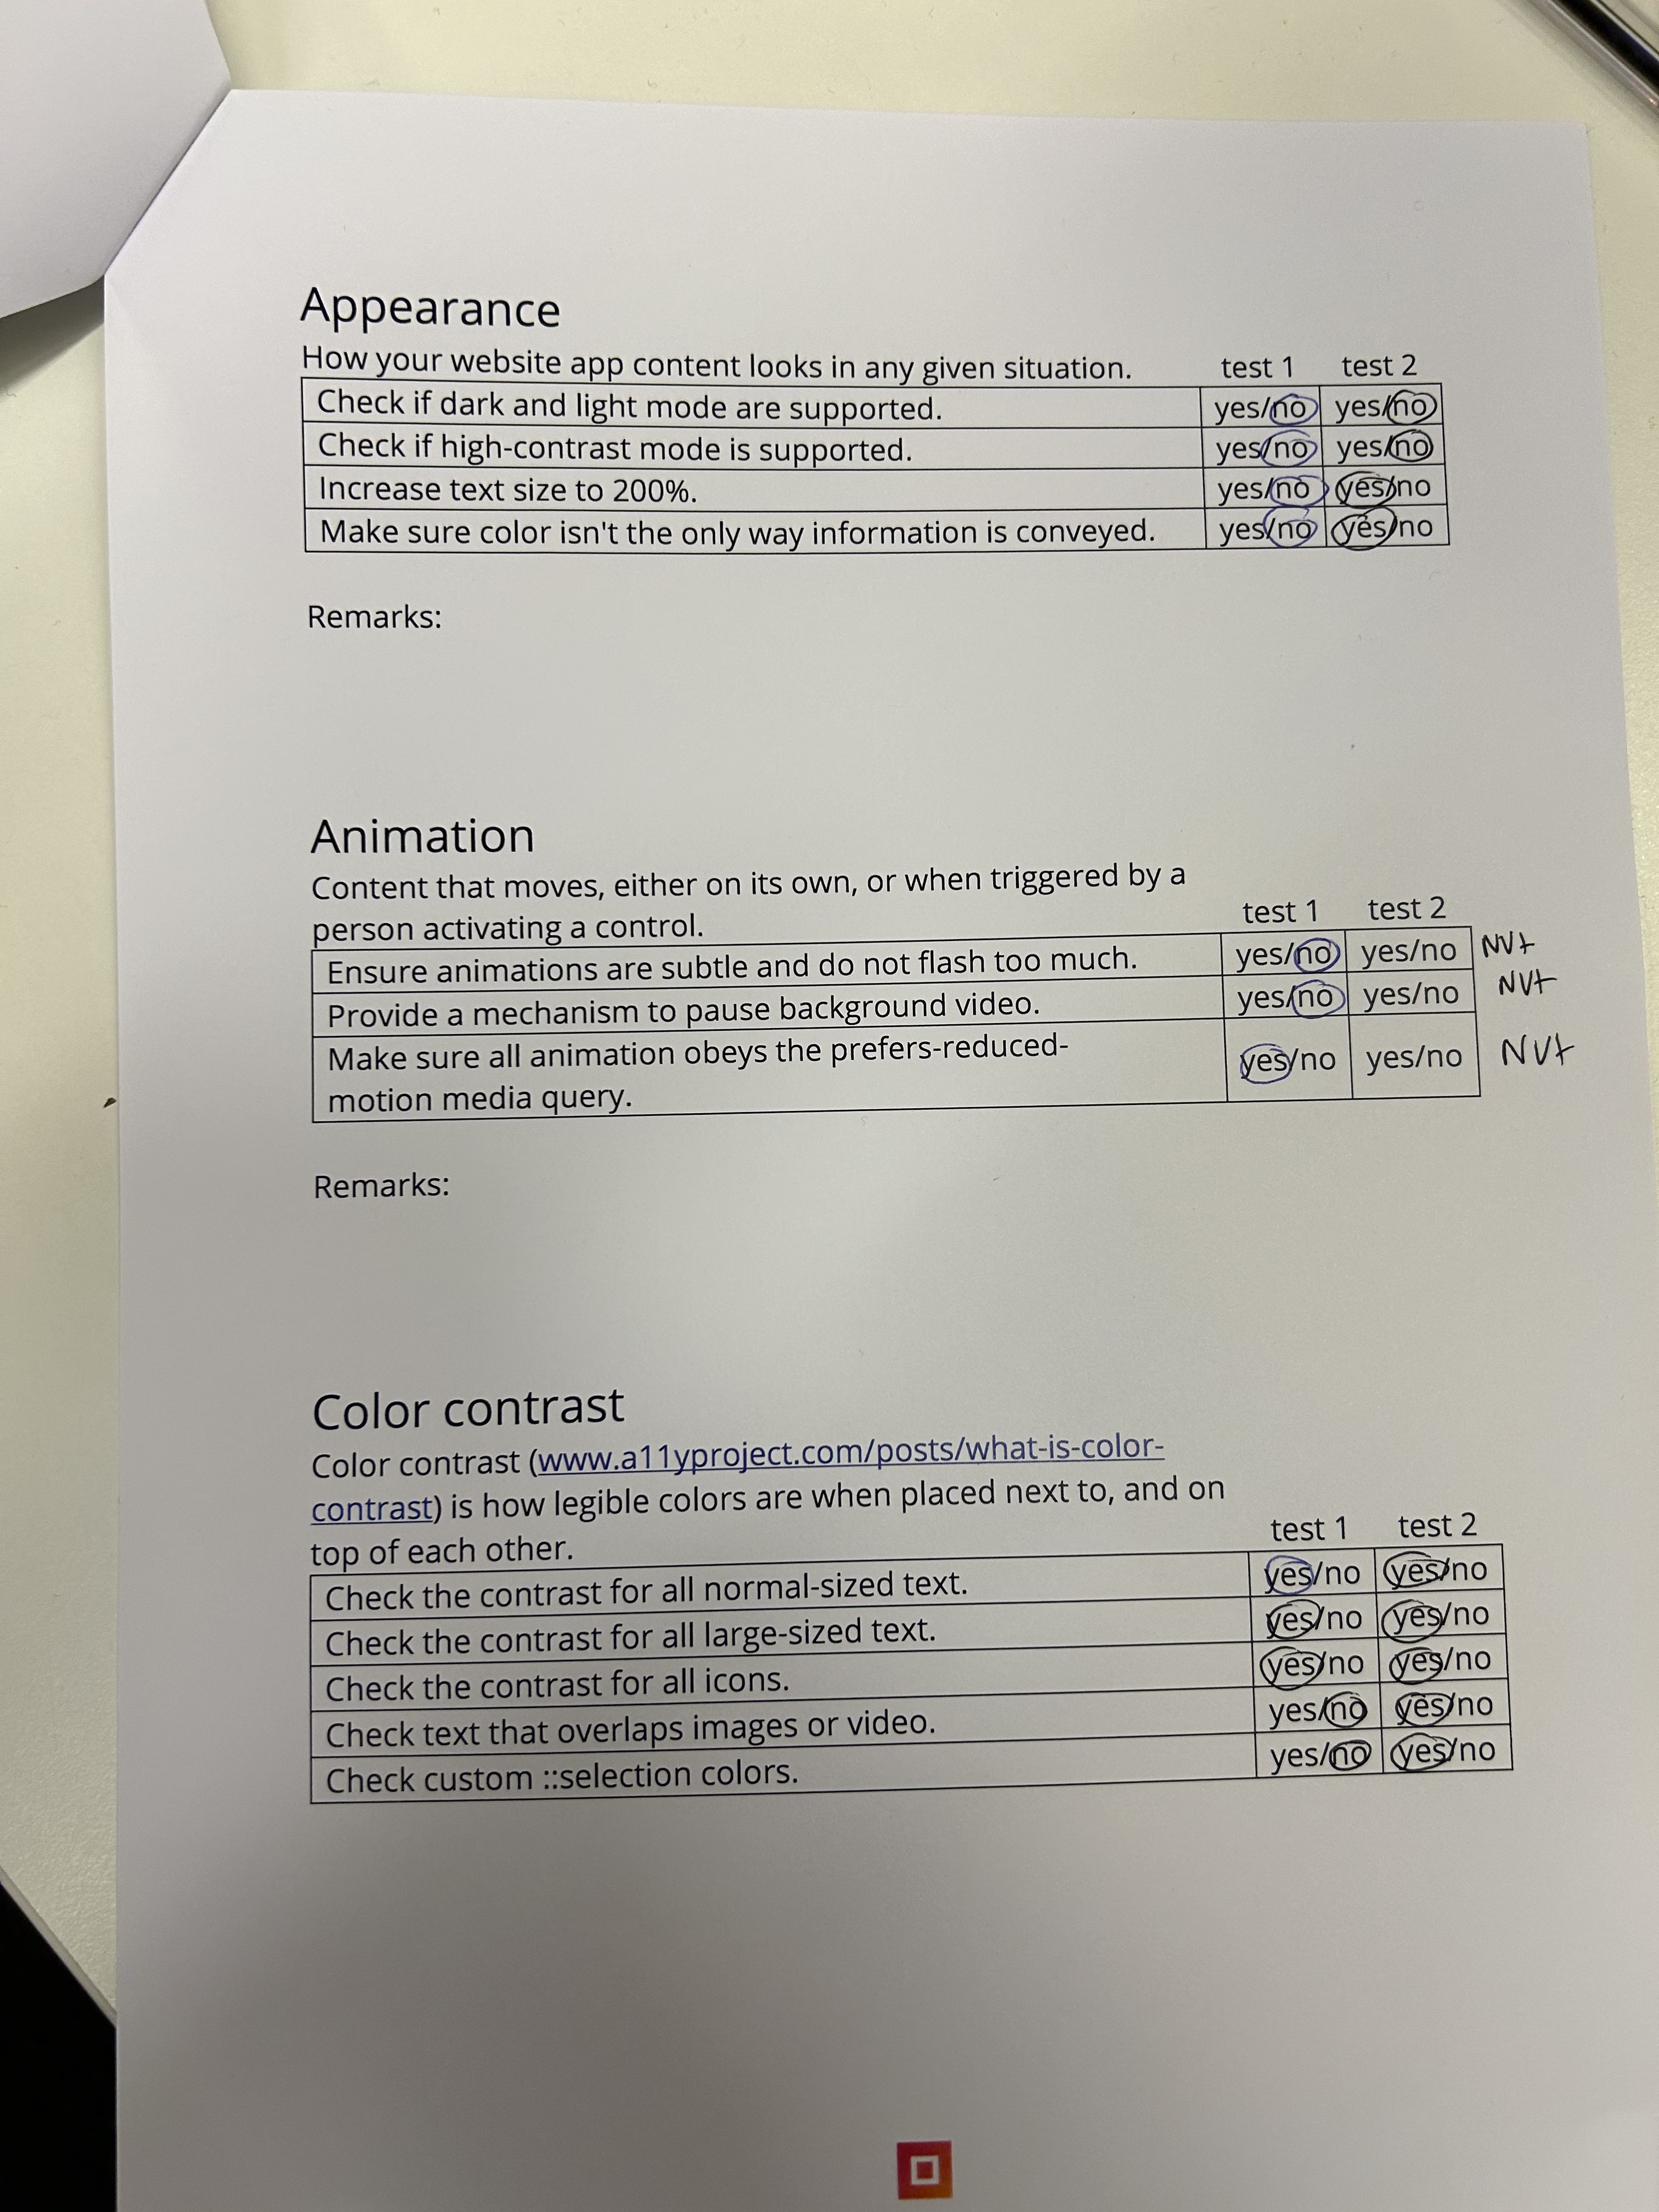 Appearance
How your website app content looks in any given situation. test 1 test 2
Check if dark and light mode are supported. yes/no yes/no
Check if high-contrast mode is supported. yes/no yes/no
Increase text size to 200%. yes/no yes/no
Make sure color isn't the only way information is conveyed. yes/no yes/no
Remarks:
Animation
Content that moves, either on its own, or when triggered by a
person activating a control. test 1 test 2
Ensure animations are subtle and do not flash too much. yes/no yes/no NVt
Provide a mechanism to pause background video. yes/no yes/no NVt
Make sure all animation obeys the prefers-reduced-
motion media query. yes/no yes/no NVt
Remarks:
Color contrast
Color contrast (www.a11yproject.com/posts/what-is-color-
contrast) is how legible colors are when placed next to, and on
top of each other. test 1 test 2
Check the contrast for all normal-sized text. yes/no yes/no
Check the contrast for all large-sized text. yes/no yes/no
Check the contrast for all icons. yes/no yes/no
Check text that overlaps images or video. yes/no yes/no
Check custom ::selection colors. yes/no yes/no